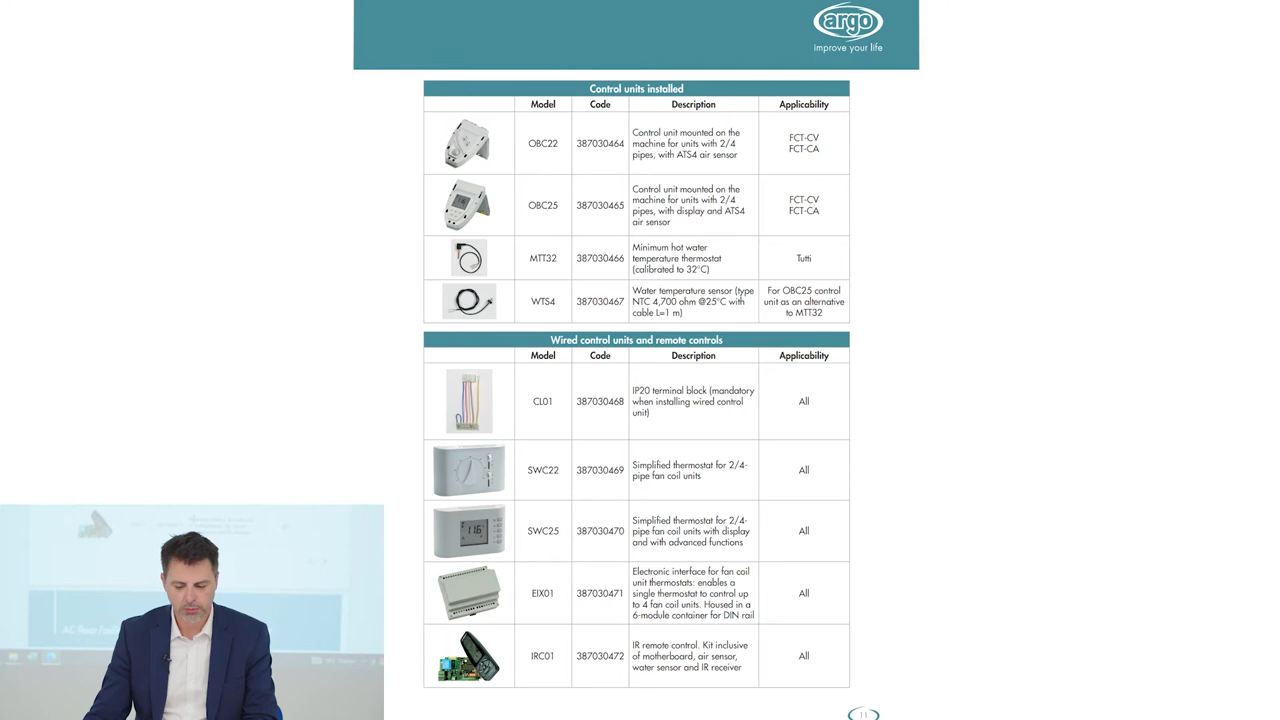 argo
improve your life
Control units installed
Model Code Description Applicability
OBC22 387030464 Control unit mounted on the machine for units with 2/4 pipes, with ATS4 air sensor FCT-CV FCT-CA
OBC25 387030465 Control unit mounted on the machine for units with 2/4 pipes, with display and ATS4 air sensor FCT-CV FCT-CA
MTT32 387030466 Minimum hot water temperature thermostat (calibrated to 32°C) Tutti
WTS4 387030467 Water temperature sensor (type NTC 4,700 ohm @25°C with cable L=1 m) For OBC25 control unit as an alternative to MTT32
Wired control units and remote controls
Model Code Description Applicability
CL01 387030468 IP20 terminal block (mandatory when installing wired control unit) All
SWC22 387030469 Simplified thermostat for 2/4-pipe fan coil units All
SWC25 387030470 Simplified thermostat for 2/4-pipe fan coil units with display and with advanced functions All
EIX01 387030471 Electronic interface for fan coil unit thermostats: enables a single thermostat to control up to 4 fan coil units. Housed in a 6-module container for DIN rail All
IRC01 387030472 IR remote control. Kit inclusive of motherboard, air sensor, water sensor and IR receiver All
11